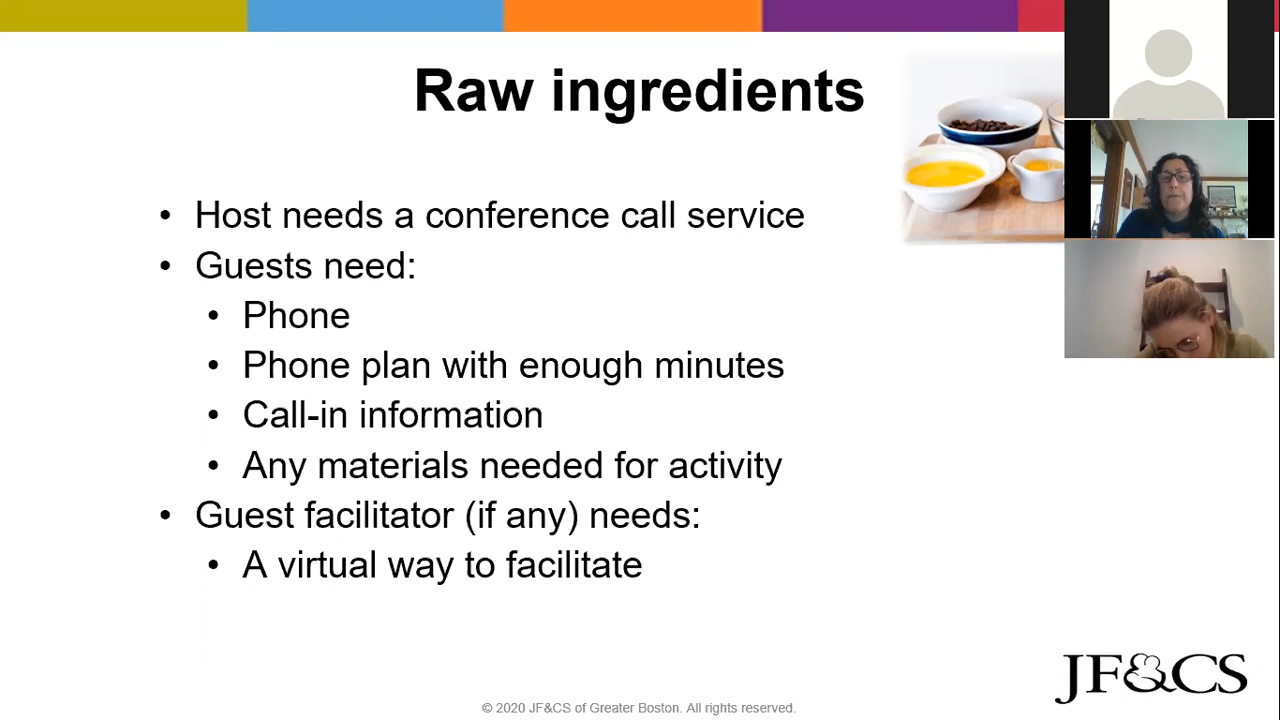 Raw ingredients
• Host needs a conference call service
• Guests need:
• Phone
• Phone plan with enough minutes
• Call-in information
• Any materials needed for activity
• Guest facilitator (if any) needs:
• A virtual way to facilitate
JF&CS
© 2020 JF&CS of Greater Boston. All rights reserved.